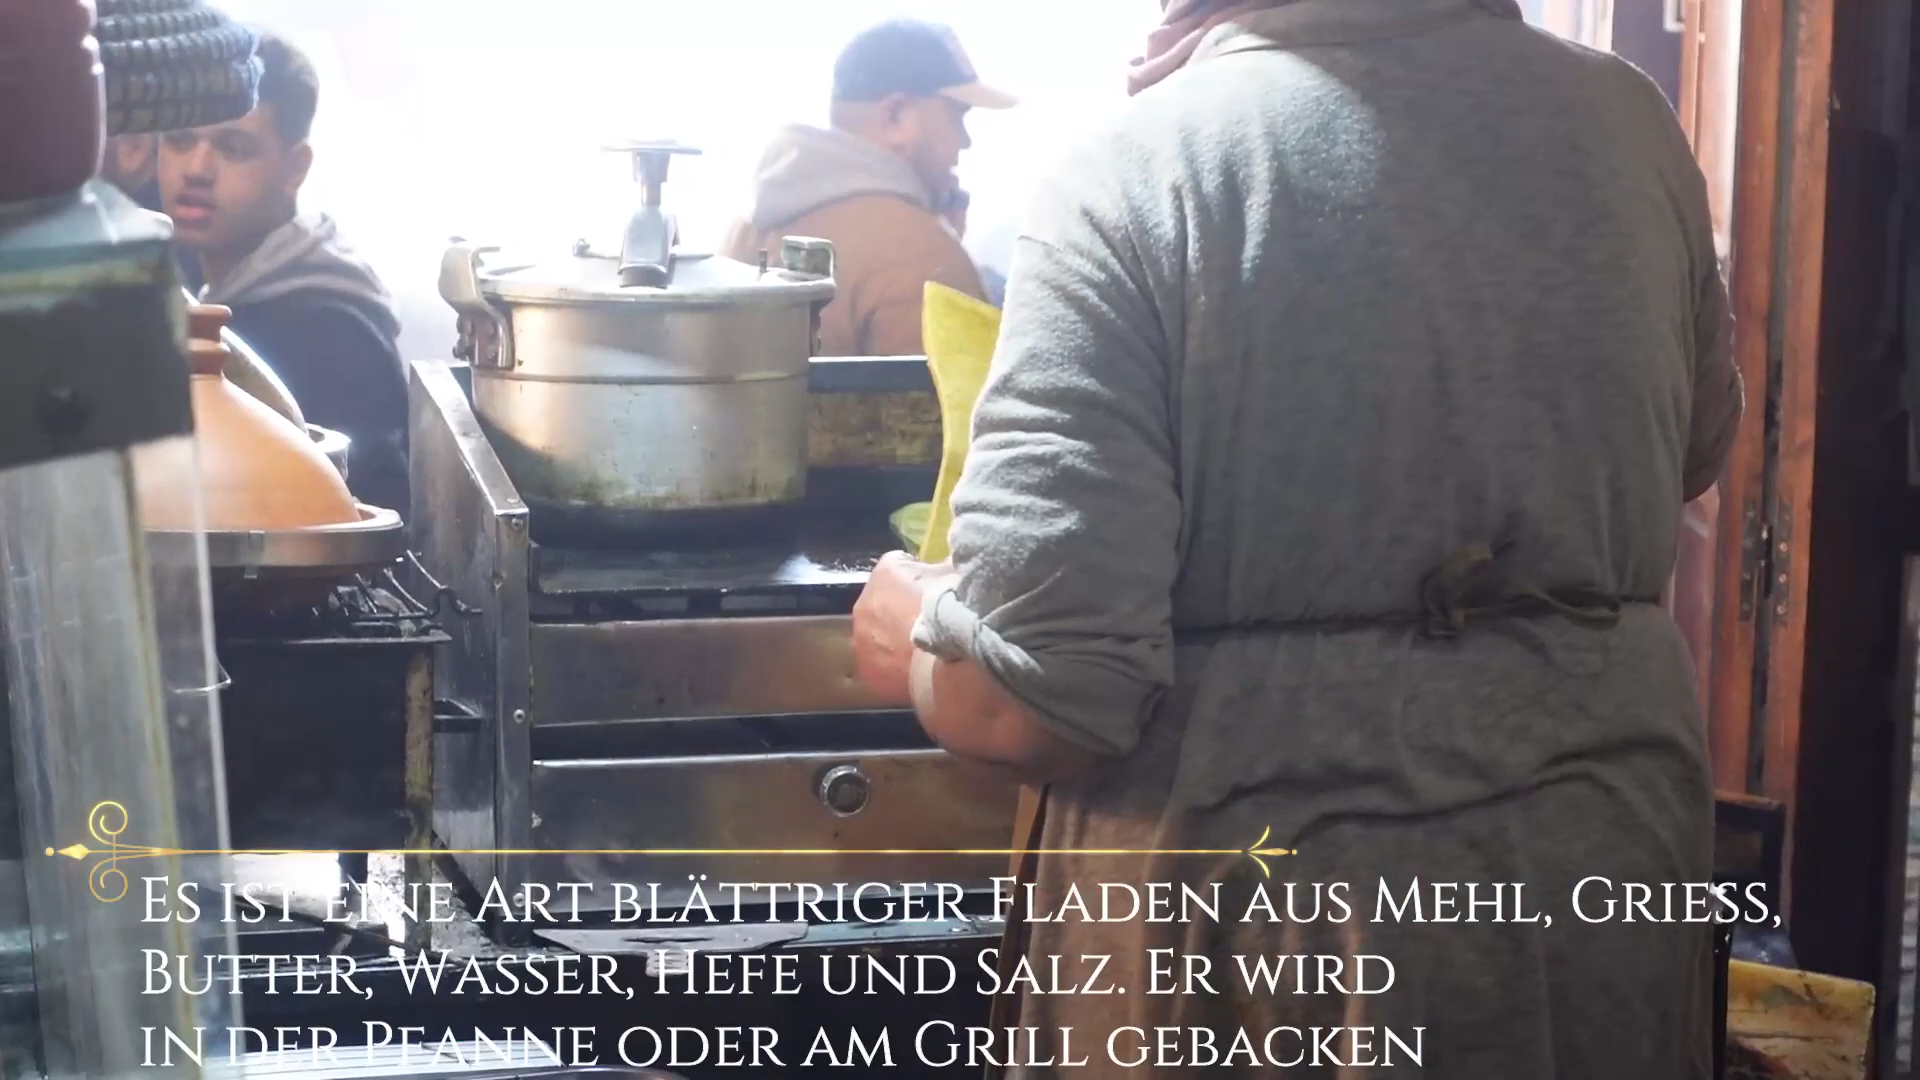 Es ist eine Art blättriger Fladen aus Mehl, Griess,
Butter, Wasser, Hefe und Salz. Er wird
in der Pfanne oder am Grill gebacken